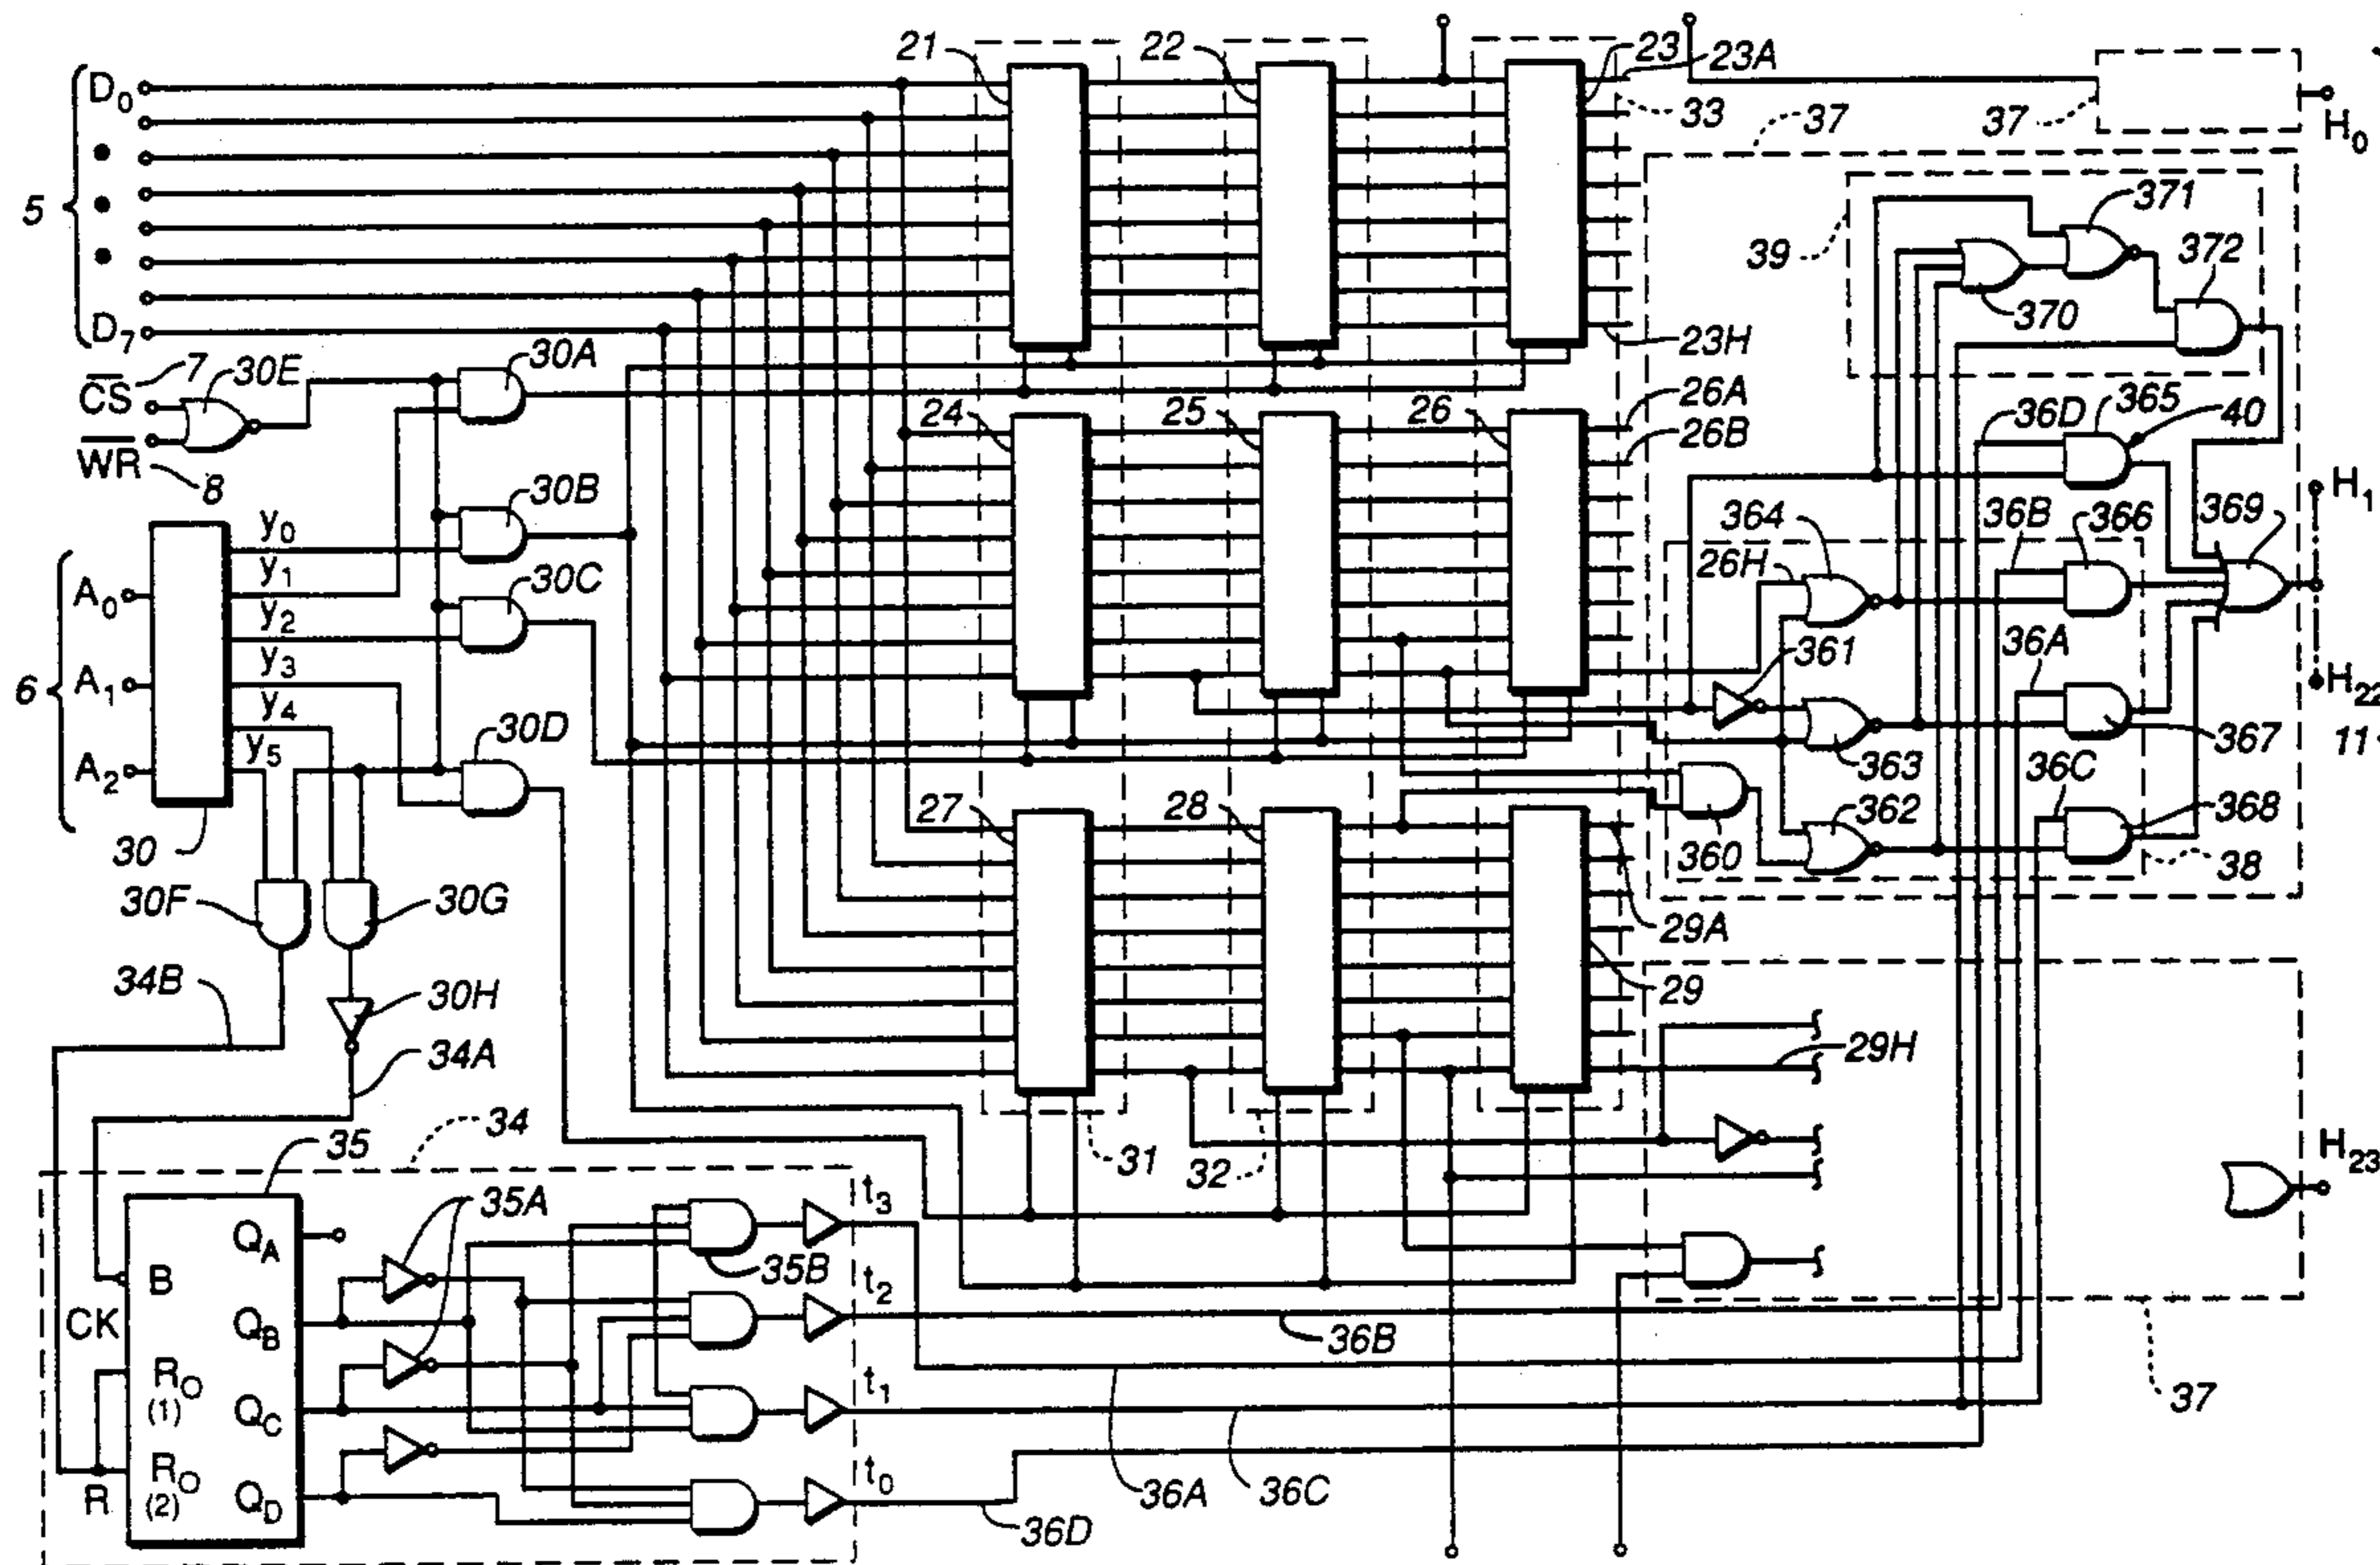 21 22 23 23A
5 D0 33 37 37 H0
371
39 372
D7 370
23H
CS 7 30E 30A
WR 8
24 25 26 26A 26B 36D 365 40
30B
H1
y0 364 36B 366 369
26H
6 A0 y1 30C
y2 361 36A
A1 y3 H22
y4 30D 367 11
A2 y5 363 36C
27 28 362 368
30 360 38
30F 30G 29A
34B 30H 29
34A 29H
35 34 31 32 H23
35A t3
QA
B 35B
CK t2
QB 36B
RO t1
(1) QC 37
RO t0
R (2) QD 36A 36C
36D